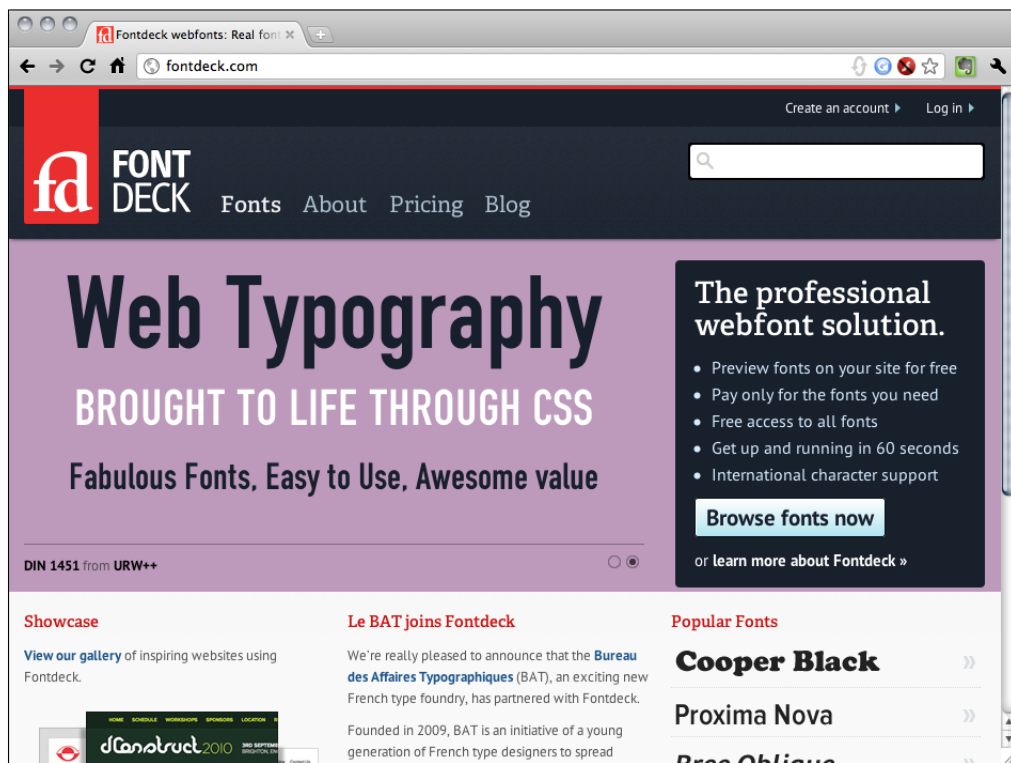 Fontdeck webfonts: Real fon
fontdeck.com
Create an account
Log in
fd
FONT
DECK
Fonts About Pricing Blog
Web Typography
BROUGHT TO LIFE THROUGH CSS
Fabulous Fonts, Easy to Use, Awesome value
DIN 1451 from URW++
The professional
webfont solution.
• Preview fonts on your site for free
• Pay only for the fonts you need
• Free access to all fonts
• Get up and running in 60 seconds
• International character support
Browse fonts now
or learn more about Fontdeck »
Showcase
View our gallery of inspiring websites using
Fontdeck.
HOME SCHEDULE WORKSHOPS SPONSORS LOCATION
dConstruct 2010
Le BAT joins Fontdeck
We're really pleased to announce that the Bureau
des Affaires Typographiques (BAT), an exciting new
French type foundry, has partnered with Fontdeck.
Founded in 2009, BAT is an initiative of a young
generation of French type designers to spread
Popular Fonts
Cooper Black »
Proxima Nova »
Bree Oblique